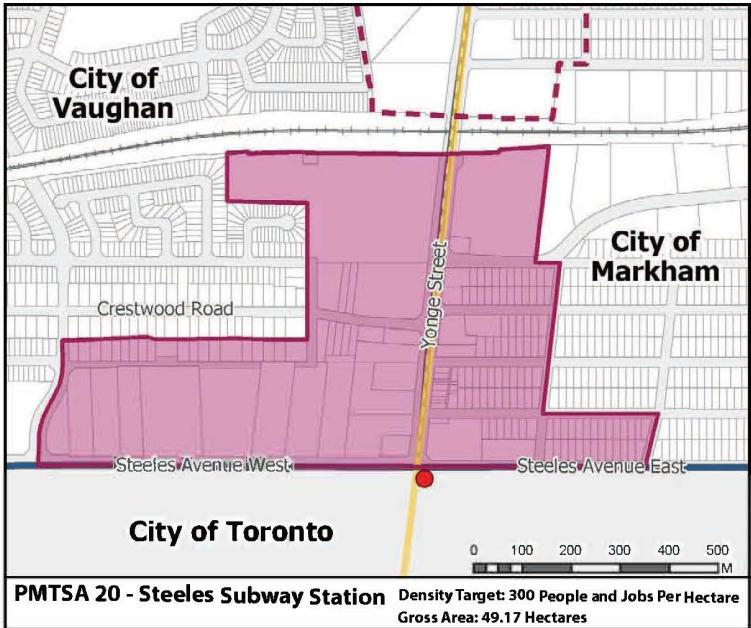 City of
Vaughan
City of
Markham
Yonge Street
Crestwood Road
Steeles Avenue West
Steeles Avenue East
City of Toronto
0 100 200 300 400 500
M
PMTSA 20 - Steeles Subway Station
Density Target: 300 People and Jobs Per Hectare
Gross Area: 49.17 Hectares